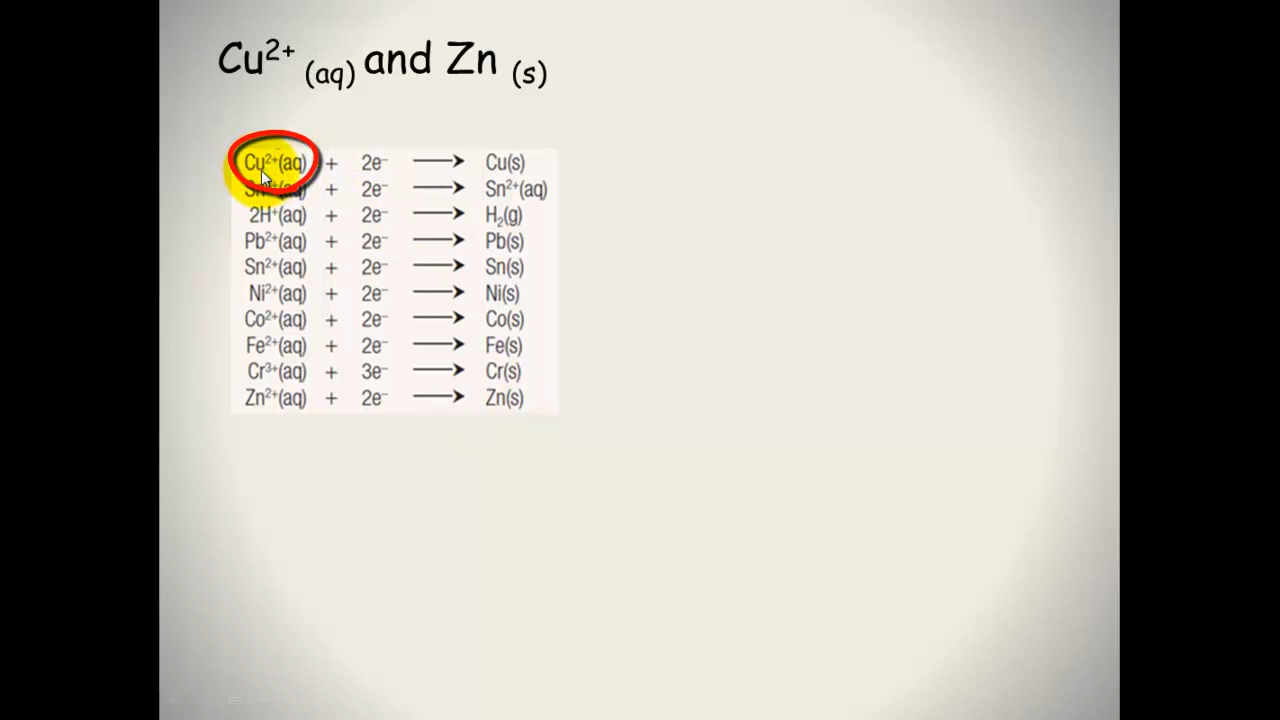 Cu²⁺ (aq) and Zn (s)
Cu²⁺(aq) + 2e⁻ ⟶ Cu(s)
Sn⁴⁺(aq) + 2e⁻ ⟶ Sn²⁺(aq)
2H⁺(aq) + 2e⁻ ⟶ H₂(g)
Pb²⁺(aq) + 2e⁻ ⟶ Pb(s)
Sn²⁺(aq) + 2e⁻ ⟶ Sn(s)
Ni²⁺(aq) + 2e⁻ ⟶ Ni(s)
Co²⁺(aq) + 2e⁻ ⟶ Co(s)
Fe²⁺(aq) + 2e⁻ ⟶ Fe(s)
Cr³⁺(aq) + 3e⁻ ⟶ Cr(s)
Zn²⁺(aq) + 2e⁻ ⟶ Zn(s)